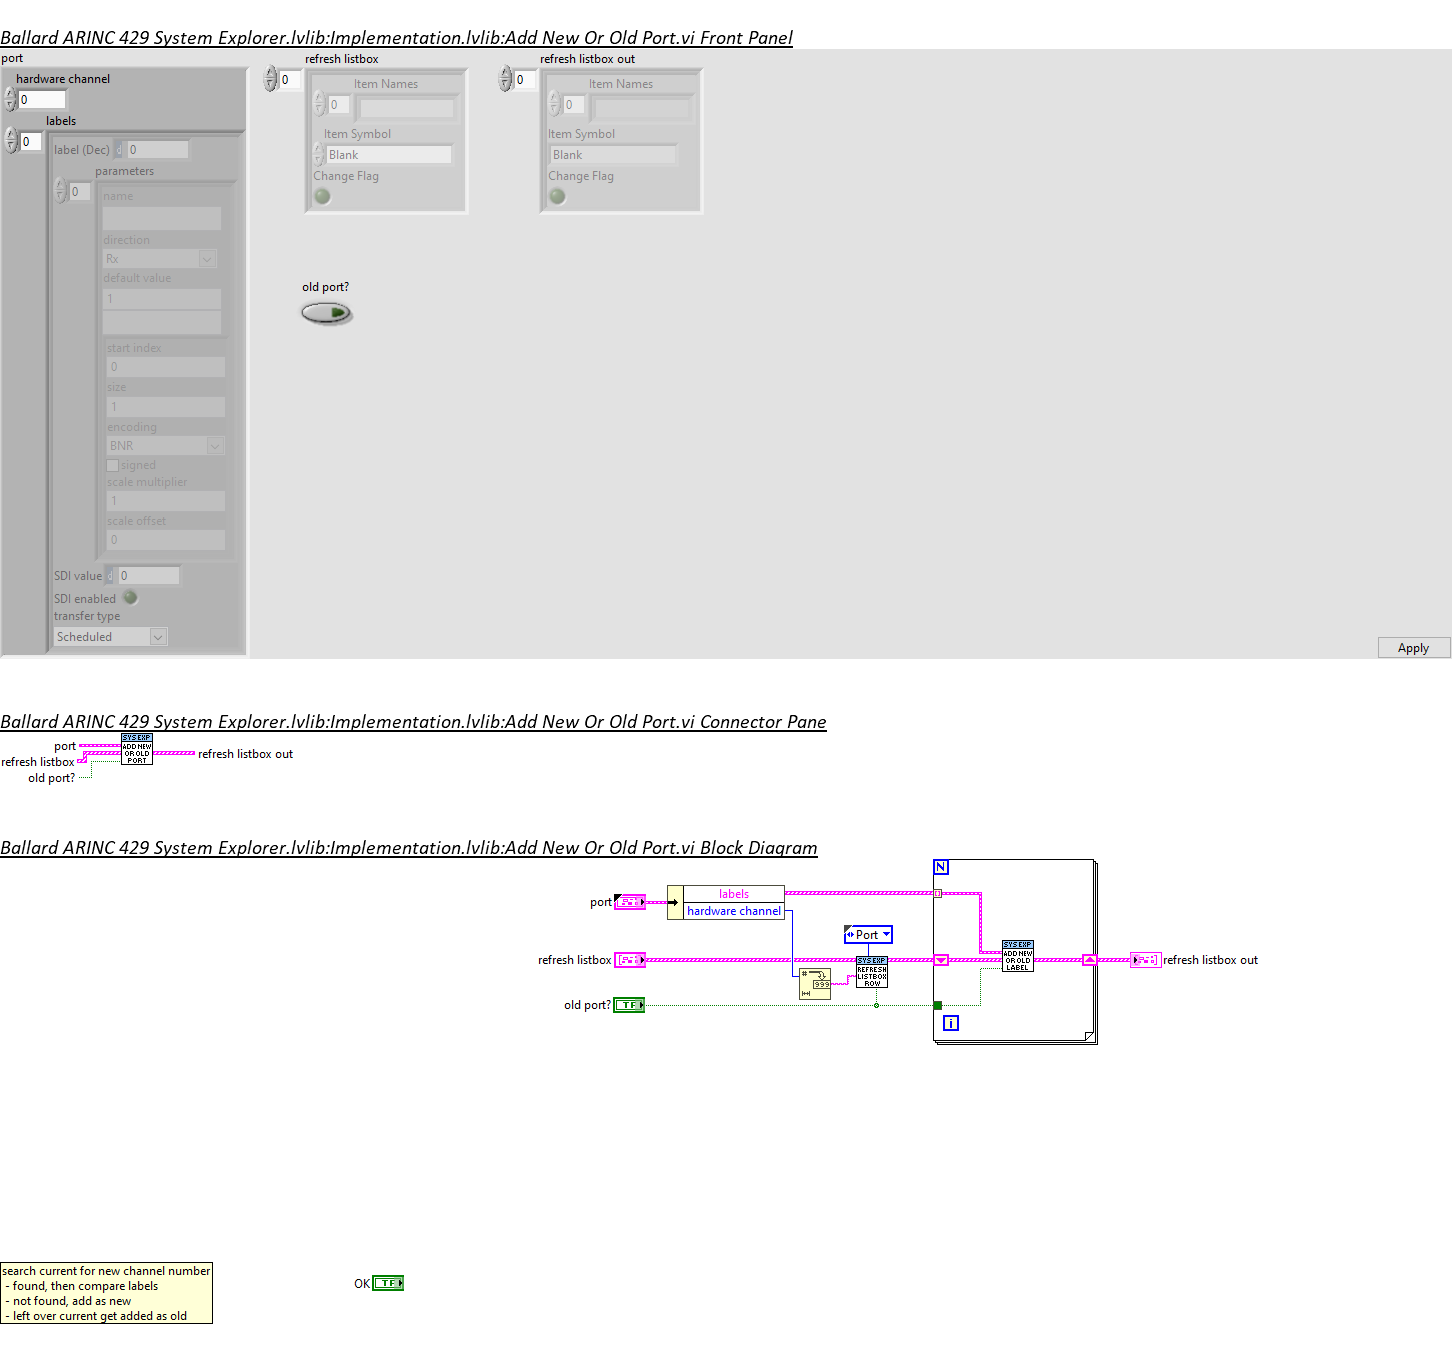 Ballard ARINC 429 System Explorer.lvlib:Implementation.lvlib:Add New Or Old Port.vi Front Panel
port
hardware channel
0
labels
0
label (Dec) d 0
parameters
0
name
direction
Rx
default value
1
start index
0
size
1
encoding
BNR
signed
scale multiplier
1
scale offset
0
SDI value d 0
SDI enabled
transfer type
Scheduled
refresh listbox
0
Item Names
0
Item Symbol
Blank
Change Flag
refresh listbox out
0
Item Names
0
Item Symbol
Blank
Change Flag
old port?
Apply
Ballard ARINC 429 System Explorer.lvlib:Implementation.lvlib:Add New Or Old Port.vi Connector Pane
port
refresh listbox
old port?
SYS EXP
ADD NEW
OR OLD
PORT
refresh listbox out
Ballard ARINC 429 System Explorer.lvlib:Implementation.lvlib:Add New Or Old Port.vi Block Diagram
N
port
labels
hardware channel
Port
refresh listbox
SYS EXP
REFRESH
LISTBOX
ROW
#
999
SYS EXP
ADD NEW
OR OLD
LABEL
refresh listbox out
old port? TF
i
search current for new channel number
- found, then compare labels
- not found, add as new
- left over current get added as old
OK TF